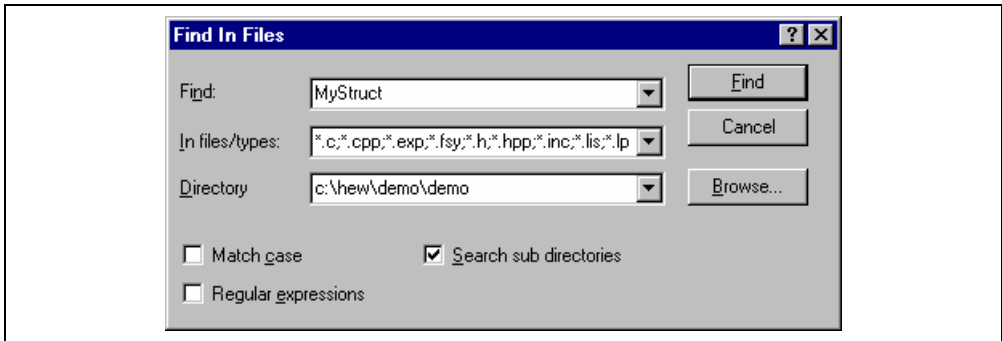 Find In Files
Find:
MyStruct
Find
In files/types:
*.c;*.cpp;*.exp;*.fsy;*.h;*.hpp;*.inc;*.lis;*.lp
Cancel
Directory
c:\hew\demo\demo
Browse...
Match case
Search sub directories
Regular expressions